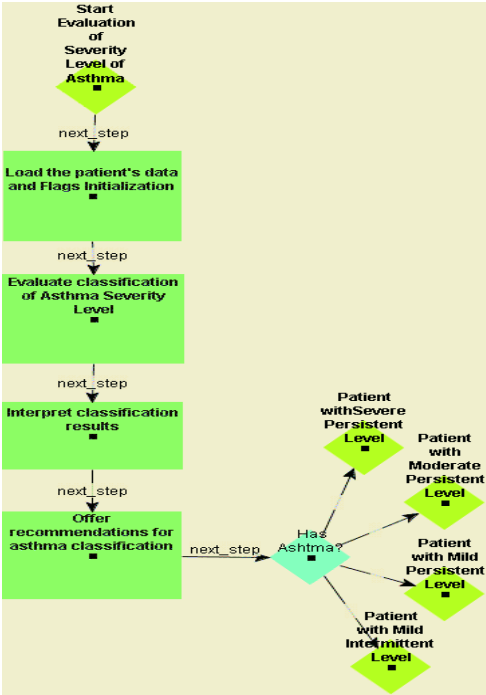 Start
Evaluation
of
Severity
Level of
Asthma
next_step
Load the patient's data
and Flags Initialization
next_step
Evaluate classification
of Asthma Severity
Level
next_step
Interpret classification
results
next_step
Offer
recommendations for
asthma classification
next_step
Has
Ashtma?
Patient
withSevere
Persistent
Level
Patient
with
Moderate
Persistent
Level
Patient
with Mild
Persistent
Level
Patient
with Mild
Intermittent
Level